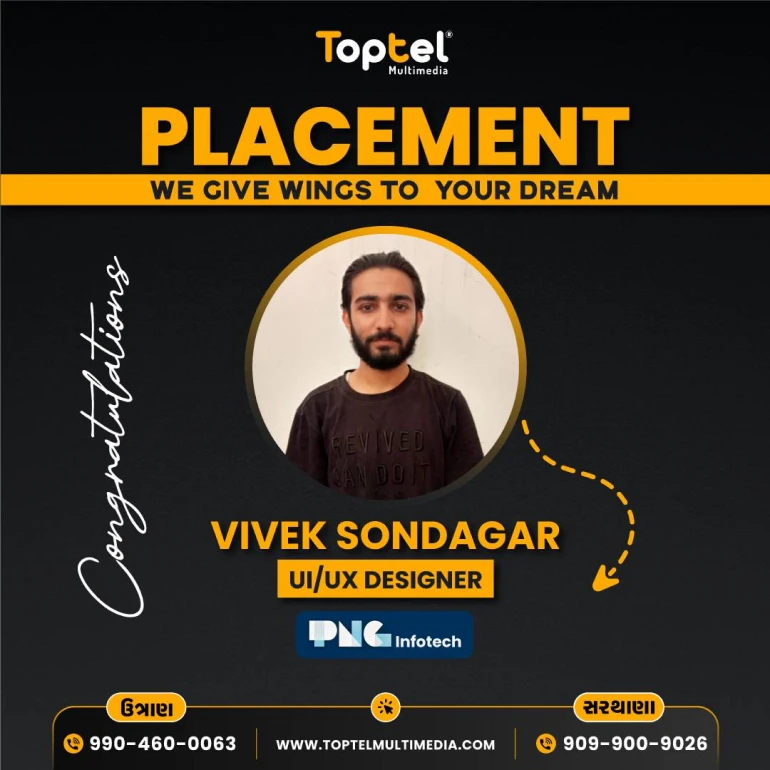 Toptel®
Multimedia
PLACEMENT
WE GIVE WINGS TO YOUR DREAM
Congratulations
REVIVED
CAN DO IT
VIVEK SONDAGAR
UI/UX DESIGNER
PNG Infotech
ઉત્રાણ
સરથાણા
990-460-0063
WWW.TOPTELMULTIMEDIA.COM
909-900-9026